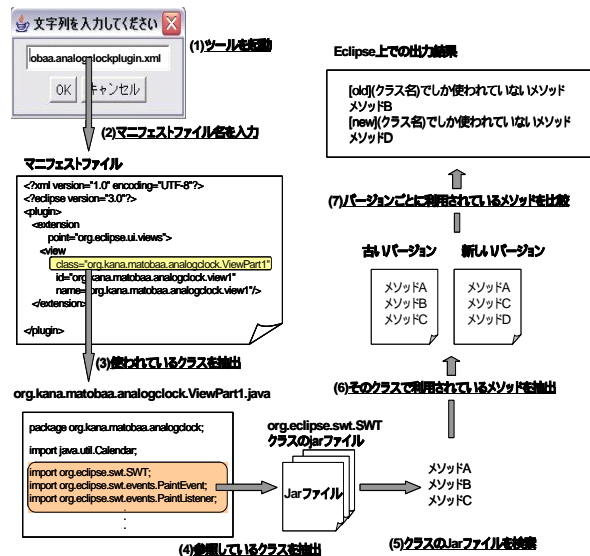 文字列を入力してください
obaa.analogclockplugin.xml
OK
キャンセル
(1)ツールを起動
(2)マニフェストファイル名を入力
マニフェストファイル
<?xml version="1.0" encoding="UTF-8"?>
<?eclipse version="3.0"?>
<plugin>
<extension
point="org.eclipse.ui.views">
<view
class="org.kana.matobaa.analogclock.ViewPart1"
id="org.kana.matobaa.analogclock.view1"
name="org.kana.matobaa.analogclock.view1"/>
</extension>
</plugin>
(3)使われているクラスを抽出
org.kana.matobaa.analogclock.ViewPart1.java
package org.kana.matobaa.analogclock;
import java.util.Calendar;
import org.eclipse.swt.SWT;
import org.eclipse.swt.events.PaintEvent;
import org.eclipse.swt.events.PaintListener;
:
:
(4)参照しているクラスを抽出
org.eclipse.swt.SWT
クラスのjarファイル
Jarファイル
(5)クラスのJarファイルを検索
メソッドA
メソッドB
メソッドC
(6)そのクラスで利用されているメソッドを抽出
古いバージョン
メソッドA
メソッドB
メソッドC
新しいバージョン
メソッドA
メソッドC
メソッドD
(7)バージョンごとに利用されているメソッドを比較
Eclipse上での出力結果
[old](クラス名)でしか使われていないメソッド
メソッドB
[new](クラス名)でしか使われていないメソッド
メソッドD